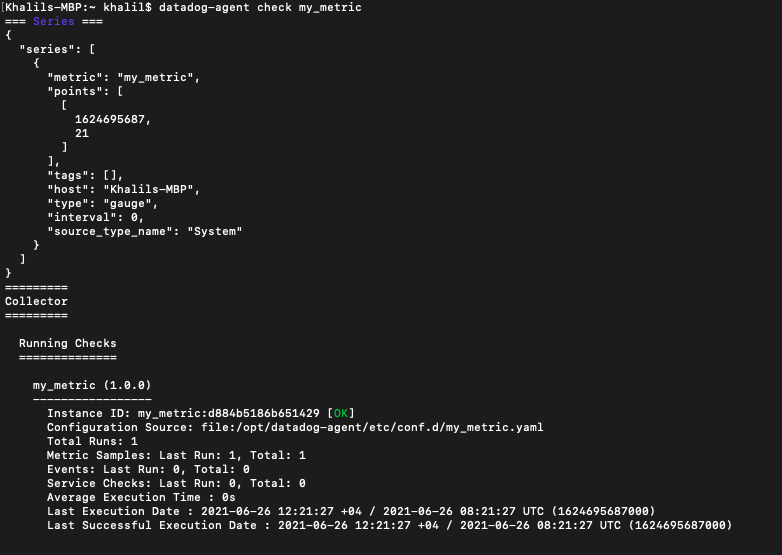 [Khalils-MBP:~ khalil$ datadog-agent check my_metric
=== Series ===
{
  "series": [
    {
      "metric": "my_metric",
      "points": [
        [
          1624695687,
          21
        ]
      ],
      "tags": [],
      "host": "Khalils-MBP",
      "type": "gauge",
      "interval": 0,
      "source_type_name": "System"
    }
  ]
}
=========
Collector
=========

  Running Checks
  ==============

    my_metric (1.0.0)
    -----------------
      Instance ID: my_metric:d884b5186b651429 [OK]
      Configuration Source: file:/opt/datadog-agent/etc/conf.d/my_metric.yaml
      Total Runs: 1
      Metric Samples: Last Run: 1, Total: 1
      Events: Last Run: 0, Total: 0
      Service Checks: Last Run: 0, Total: 0
      Average Execution Time : 0s
      Last Execution Date : 2021-06-26 12:21:27 +04 / 2021-06-26 08:21:27 UTC (1624695687000)
      Last Successful Execution Date : 2021-06-26 12:21:27 +04 / 2021-06-26 08:21:27 UTC (1624695687000)